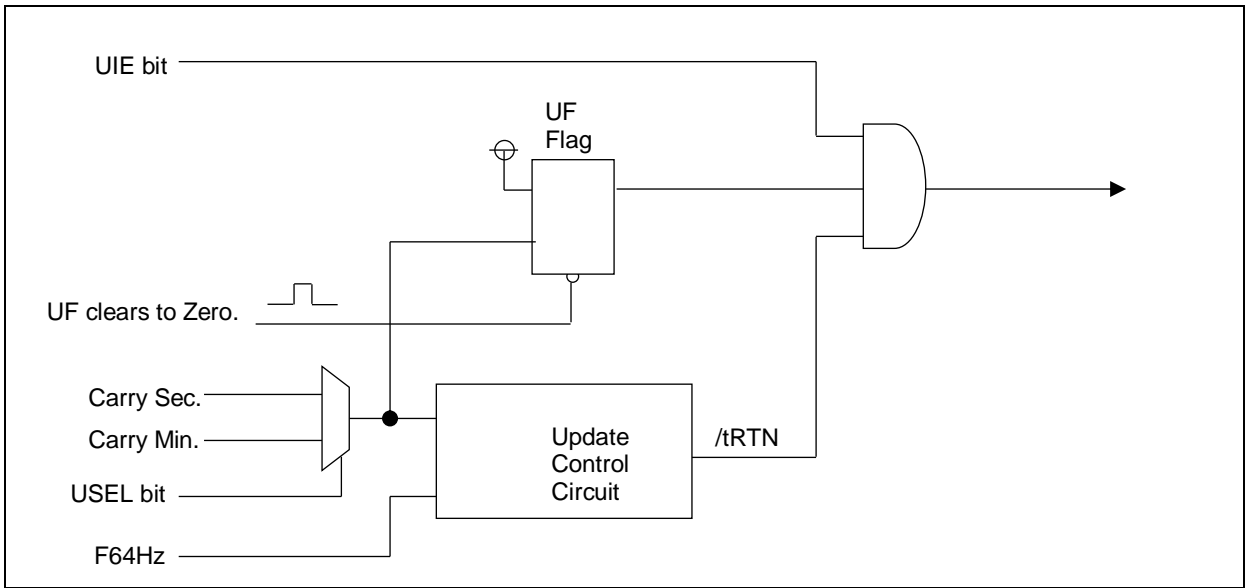 UIE bit
UF
Flag
UF clears to Zero.
Carry Sec.
Carry Min.
USEL bit
F64Hz
Update
Control
Circuit
/tRTN